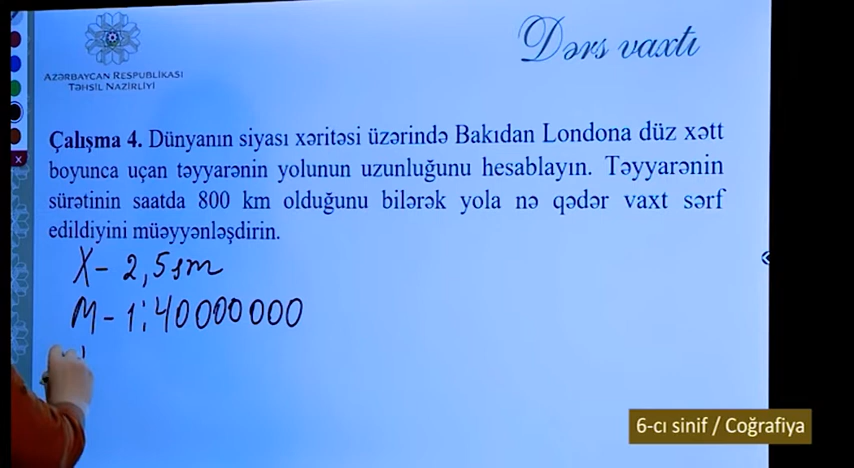 Dərs vaxtı
AZƏRBAYCAN RESPUBLİKASI
TƏHSİL NAZİRLİYİ
Çalışma 4. Dünyanın siyası xəritəsi üzərində Bakıdan Londona düz xətt
boyunca uçan təyyarənin yolunun uzunluğunu hesablayın. Təyyarənin
sürətinin saatda 800 km olduğunu bilərək yola nə qədər vaxt sərf
edildiyini müəyyənləşdirin.
X- 2,5 sm
M - 1:40000000
6-cı sinif / Coğrafiya